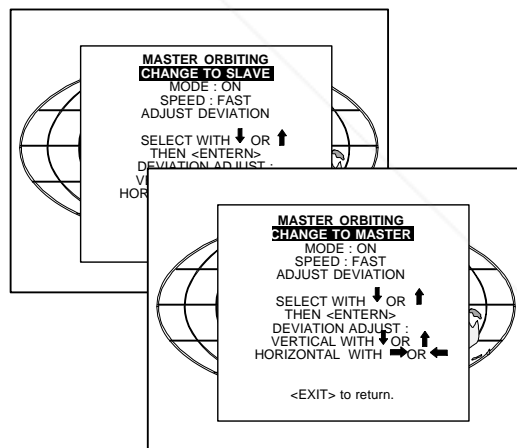 MASTER ORBITING
CHANGE TO SLAVE
MODE : ON
SPEED : FAST
ADJUST DEVIATION
SELECT WITH OR
THEN <ENTERN>
DEVIATION ADJUST :
MASTER ORBITING
CHANGE TO MASTER
MODE : ON
SPEED : FAST
ADJUST DEVIATION
SELECT WITH ⬇ OR ⬆
THEN <ENTERN>
DEVIATION ADJUST :
VERTICAL WITH ⬇ OR ⬆
HORIZONTAL WITH ➡ OR ⬅
<EXIT> to return.